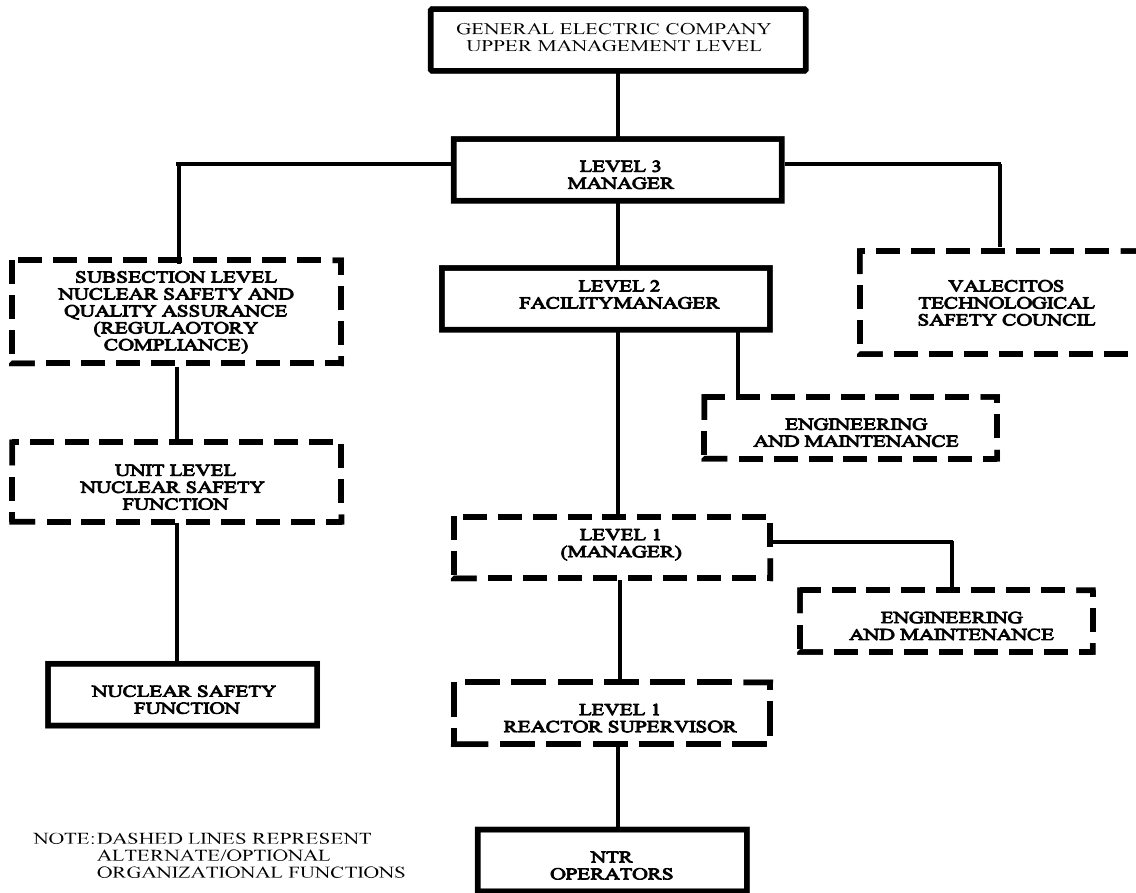 GENERAL ELECTRIC COMPANY
UPPER MANAGEMENT LEVEL
LEVEL 3
MANAGER
SUBSECTION LEVEL
NUCLEAR SAFETY AND
QUALITY ASSURANCE
(REGULAOTORY
COMPLIANCE)
LEVEL 2
FACILITYMANAGER
VALECITOS
TECHNOLOGICAL
SAFETY COUNCIL
ENGINEERING
AND MAINTENANCE
UNIT LEVEL
NUCLEAR SAFETY
FUNCTION
LEVEL 1
(MANAGER)
ENGINEERING
AND MAINTENANCE
NUCLEAR SAFETY
FUNCTION
LEVEL 1
REACTOR SUPERVISOR
NTR
OPERATORS
NOTE:DASHED LINES REPRESENT
ALTERNATE/OPTIONAL
ORGANIZATIONAL FUNCTIONS